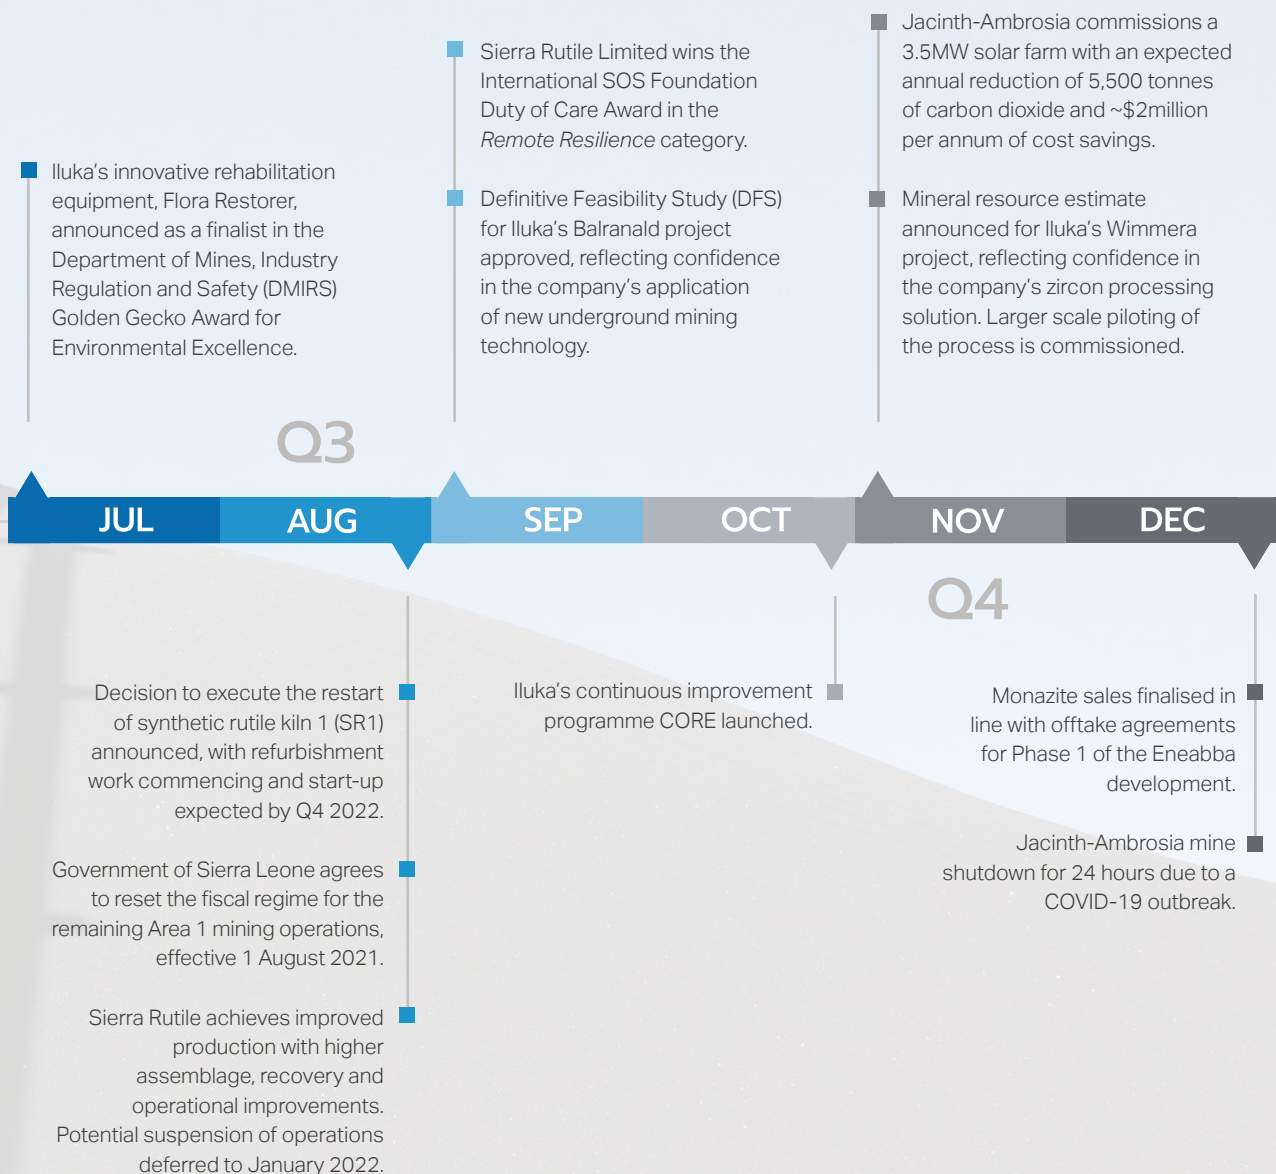 Iluka's innovative rehabilitation
equipment, Flora Restorer,
announced as a finalist in the
Department of Mines, Industry
Regulation and Safety (DMIRS)
Golden Gecko Award for
Environmental Excellence.
Sierra Rutile Limited wins the
International SOS Foundation
Duty of Care Award in the
Remote Resilience category.
Definitive Feasibility Study (DFS)
for Iluka's Balranald project
approved, reflecting confidence
in the company's application
of new underground mining
technology.
Jacinth-Ambrosia commissions a
3.5MW solar farm with an expected
annual reduction of 5,500 tonnes
of carbon dioxide and ~$2million
per annum of cost savings.
Mineral resource estimate
announced for Iluka's Wimmera
project, reflecting confidence in
the company's zircon processing
solution. Larger scale piloting of
the process is commissioned.
Q3
JUL
AUG
SEP
OCT
NOV
DEC
Q4
Decision to execute the restart
of synthetic rutile kiln 1 (SR1)
announced, with refurbishment
work commencing and start-up
expected by Q4 2022.
Government of Sierra Leone agrees
to reset the fiscal regime for the
remaining Area 1 mining operations,
effective 1 August 2021.
Sierra Rutile achieves improved
production with higher
assemblage, recovery and
operational improvements.
Potential suspension of operations
deferred to January 2022.
Iluka's continuous improvement
programme CORE launched.
Monazite sales finalised in
line with offtake agreements
for Phase 1 of the Eneabba
development.
Jacinth-Ambrosia mine
shutdown for 24 hours due to a
COVID-19 outbreak.